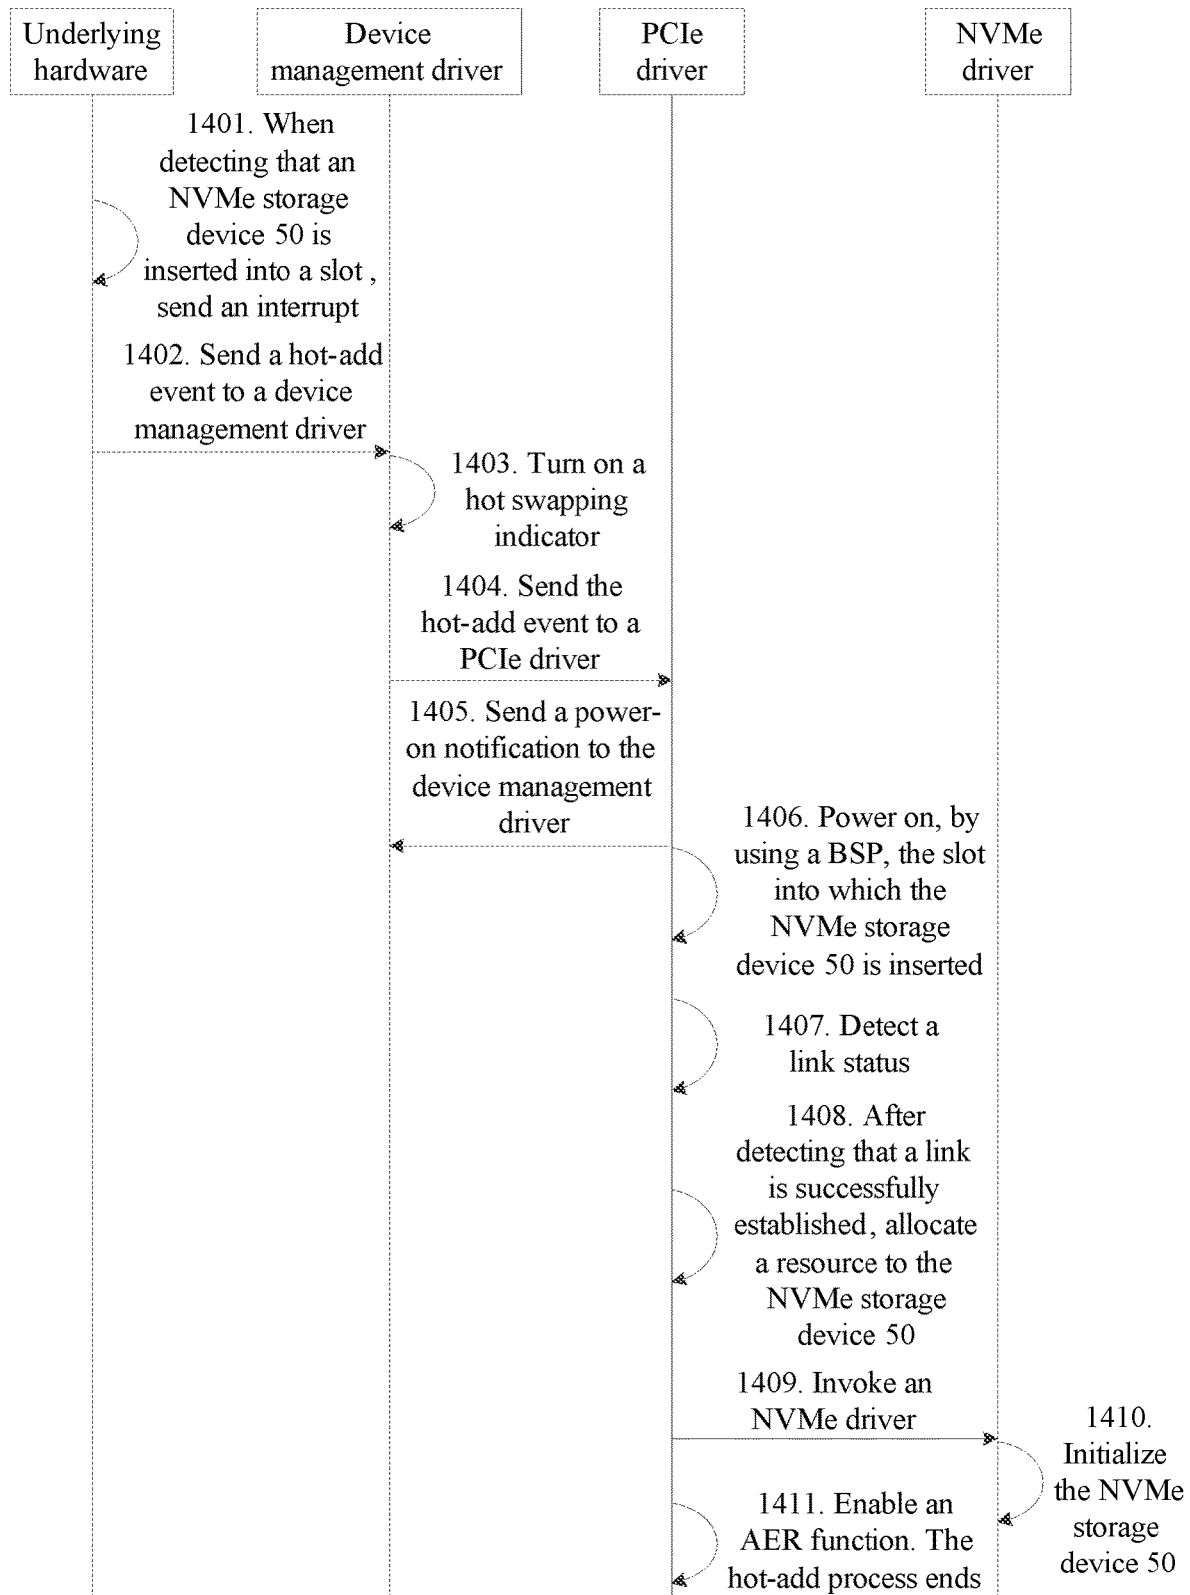 Underlying
hardware
Device
management driver
PCIe
driver
NVMe
driver
1401. When
detecting that an
NVMe storage
device 50 is
inserted into a slot ,
send an interrupt
1402. Send a hot-add
event to a device
management driver
1403. Turn on a
hot swapping
indicator
1404. Send the
hot-add event to a
PCIe driver
1405. Send a power-
on notification to the
device management
driver
1406. Power on, by
using a BSP, the slot
into which the
NVMe storage
device 50 is inserted
1407. Detect a
link status
1408. After
detecting that a link
is successfully
established, allocate
a resource to the
NVMe storage
device 50
1409. Invoke an
NVMe driver
1410.
Initialize
the NVMe
storage
device 50
1411. Enable an
AER function. The
hot-add process ends